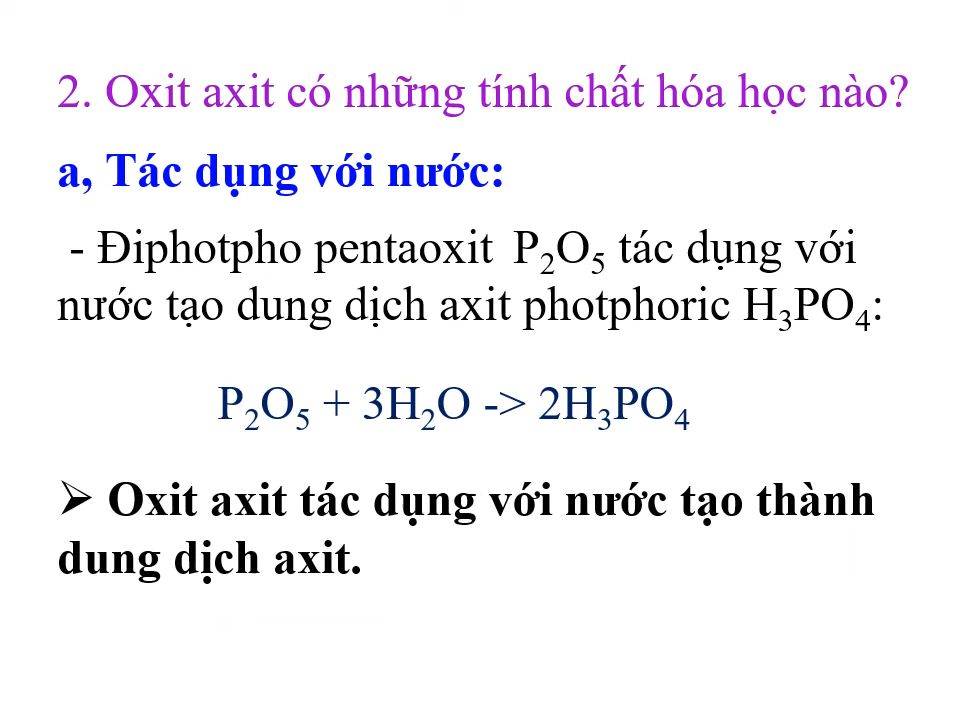 2. Oxit axit có những tính chất hóa học nào?
a, Tác dụng với nước:
- Điphotpho pentaoxit P₂O₅ tác dụng với
nước tạo dung dịch axit photphoric H₃PO₄:
P₂O₅ + 3H₂O -> 2H₃PO₄
➢ Oxit axit tác dụng với nước tạo thành
dung dịch axit.